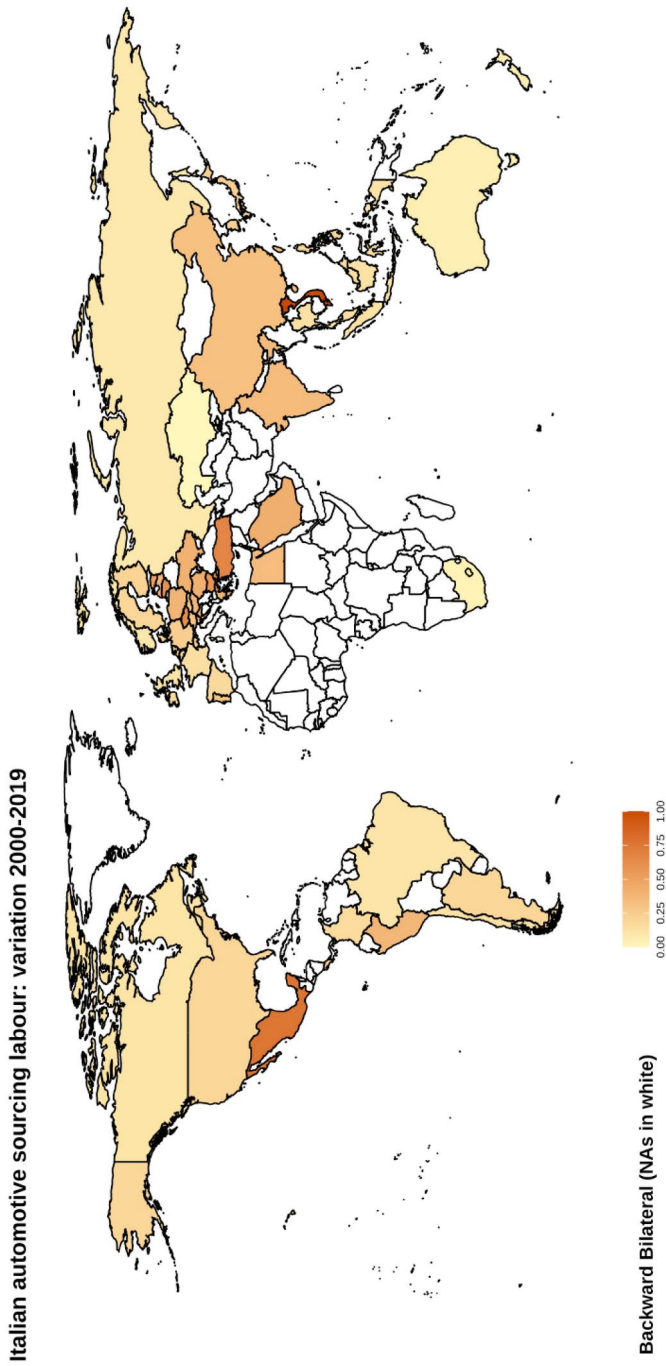 Italian automotive sourcing labour: variation 2000-2019
Backward Bilateral (NAs in white)
0.00 0.25 0.50 0.75 1.00